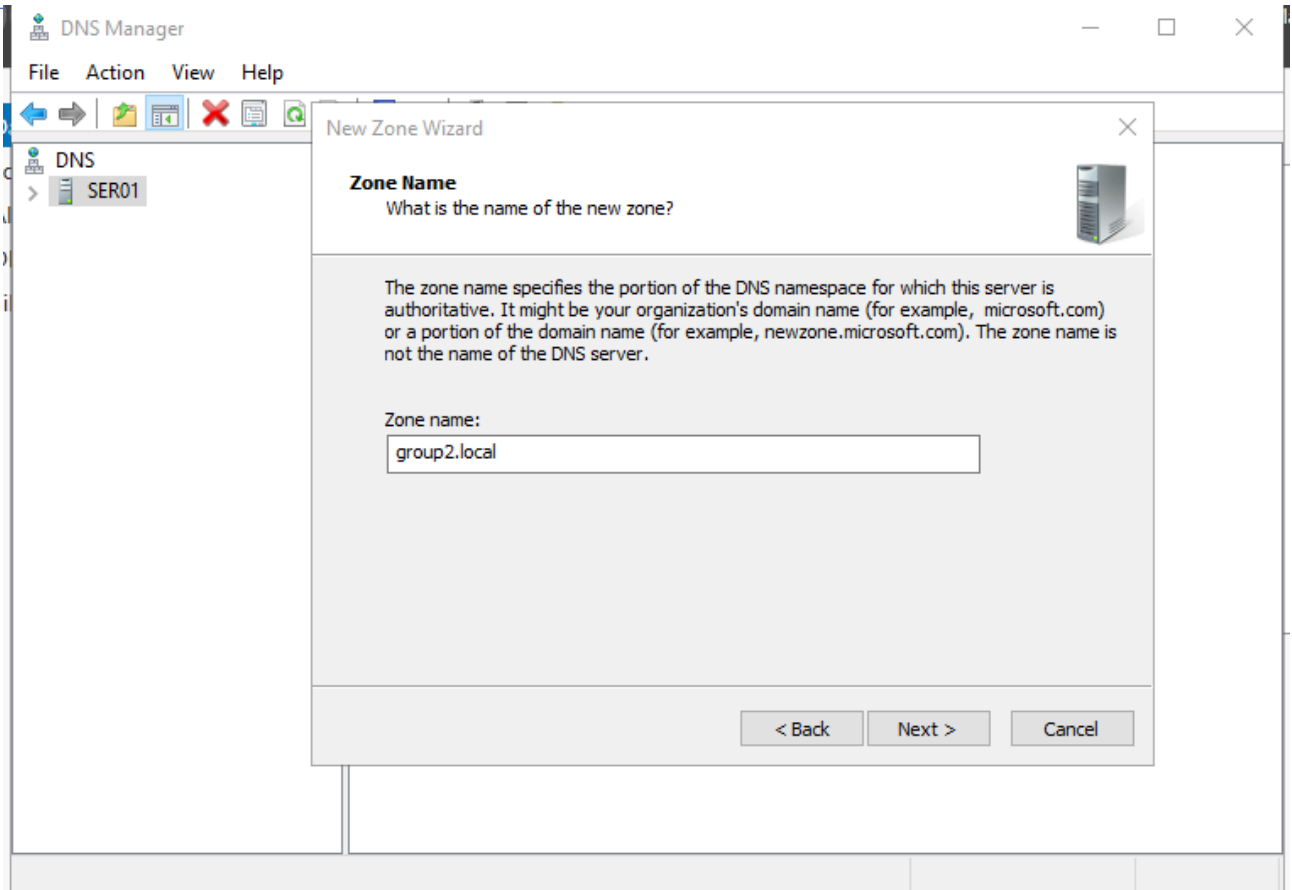 DNS Manager
File Action View Help
New Zone Wizard
DNS
SER01
Zone Name
What is the name of the new zone?
The zone name specifies the portion of the DNS namespace for which this server is
authoritative. It might be your organization's domain name (for example, microsoft.com)
or a portion of the domain name (for example, newzone.microsoft.com). The zone name is
not the name of the DNS server.
Zone name:
group2.local
< Back Next > Cancel